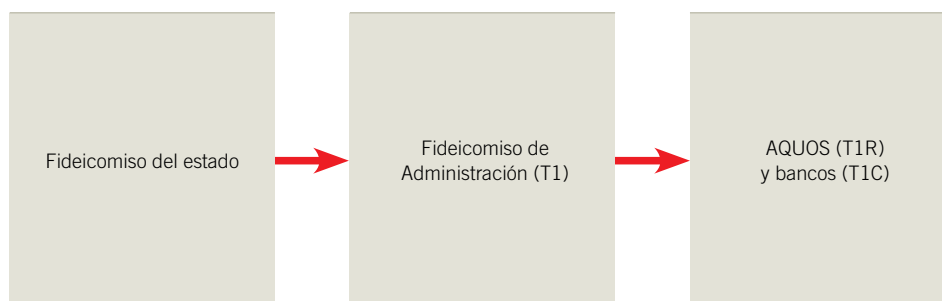 Fideicomiso del estado
Fideicomiso de
Administración (T1)
AQUOS (T1R)
y bancos (T1C)